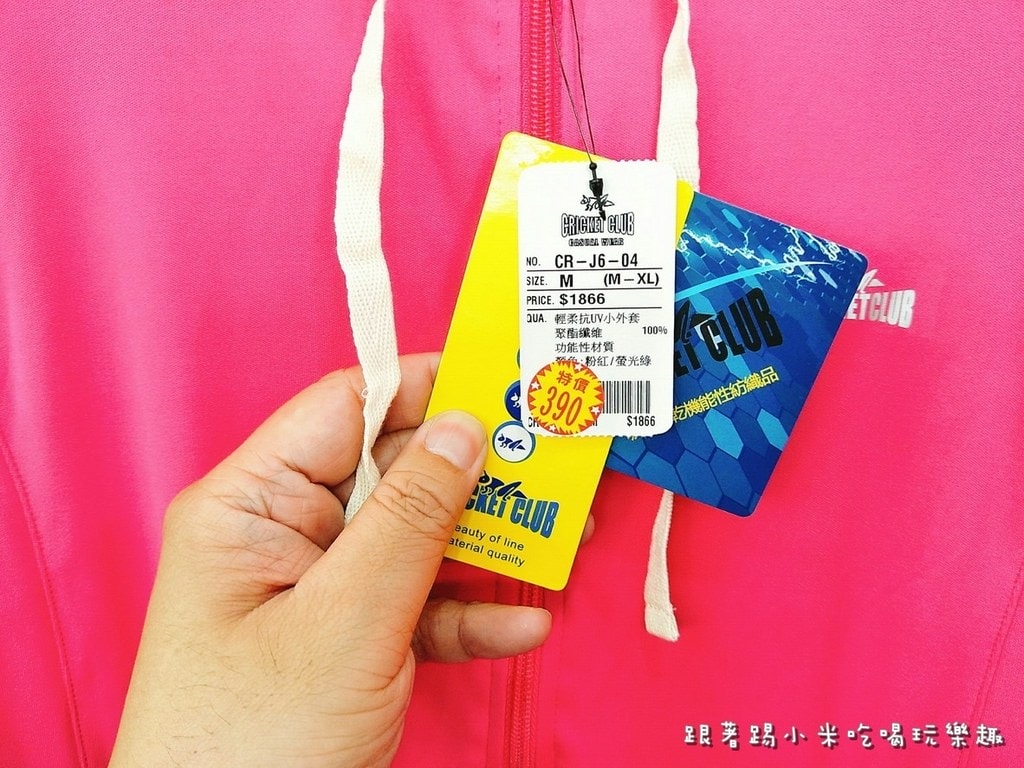 CRICKET CLUB
CASUAL WEAR
NO. CR-J6-04
SIZE. M (M-XL)
PRICE. $1866
QUA. 輕柔抗UV小外套
聚酯纖維 100%
功能性材質
粉紅/螢光綠
特價
390
$1866
CKET CLUB
eauty of line
aterial quality
KET CLUB
乾機能性紡織品
ETCLUB
跟著踢小米吃喝玩樂趣